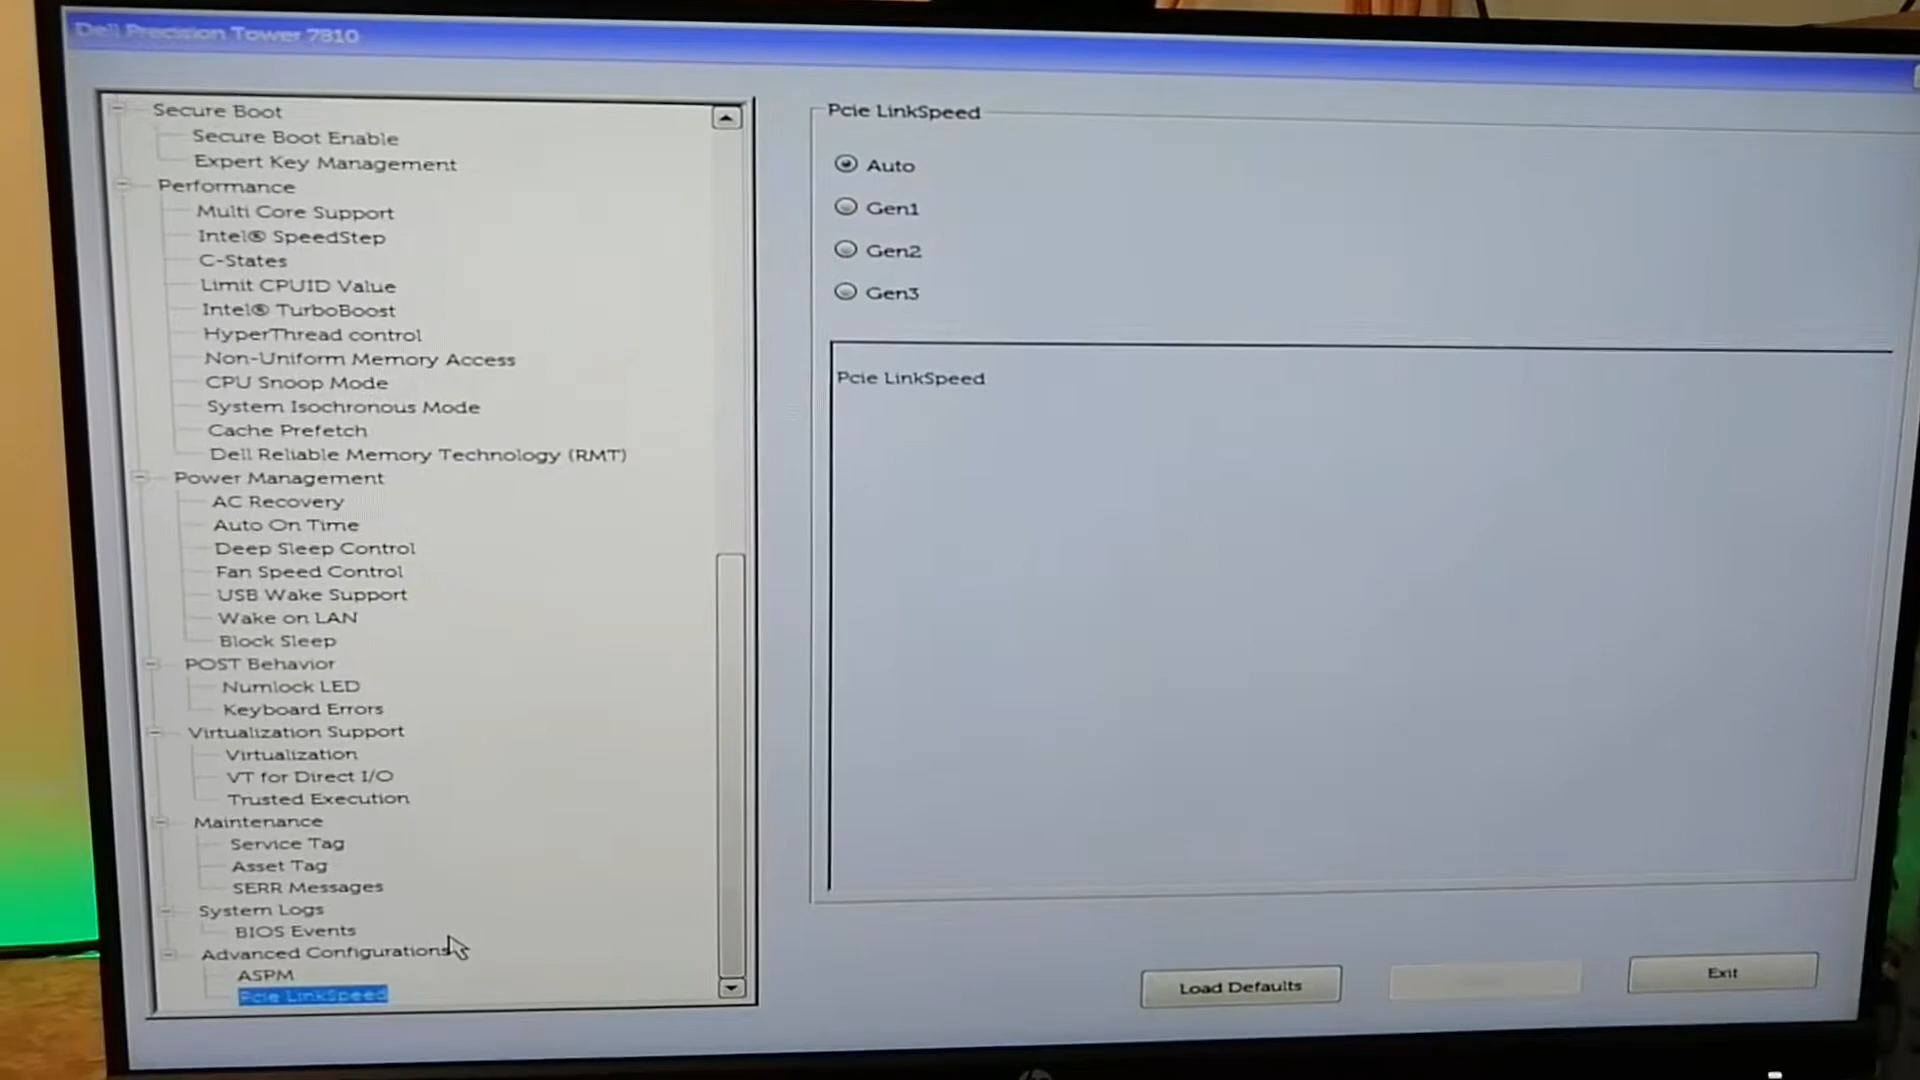 Dell Precision Tower 7810
Secure Boot
Secure Boot Enable
Expert Key Management
Performance
Multi Core Support
Intel® SpeedStep
C-States
Limit CPUID Value
Intel® TurboBoost
HyperThread control
Non-Uniform Memory Access
CPU Snoop Mode
System Isochronous Mode
Cache Prefetch
Dell Reliable Memory Technology (RMT)
Power Management
AC Recovery
Auto On Time
Deep Sleep Control
Fan Speed Control
USB Wake Support
Wake on LAN
Block Sleep
POST Behavior
Numlock LED
Keyboard Errors
Virtualization Support
Virtualization
VT for Direct I/O
Trusted Execution
Maintenance
Service Tag
Asset Tag
SERR Messages
System Logs
BIOS Events
Advanced Configurations
ASPM
Pcie LinkSpeed
Pcie LinkSpeed
Auto
Gen1
Gen2
Gen3
Pcie LinkSpeed
Load Defaults
Exit
hp